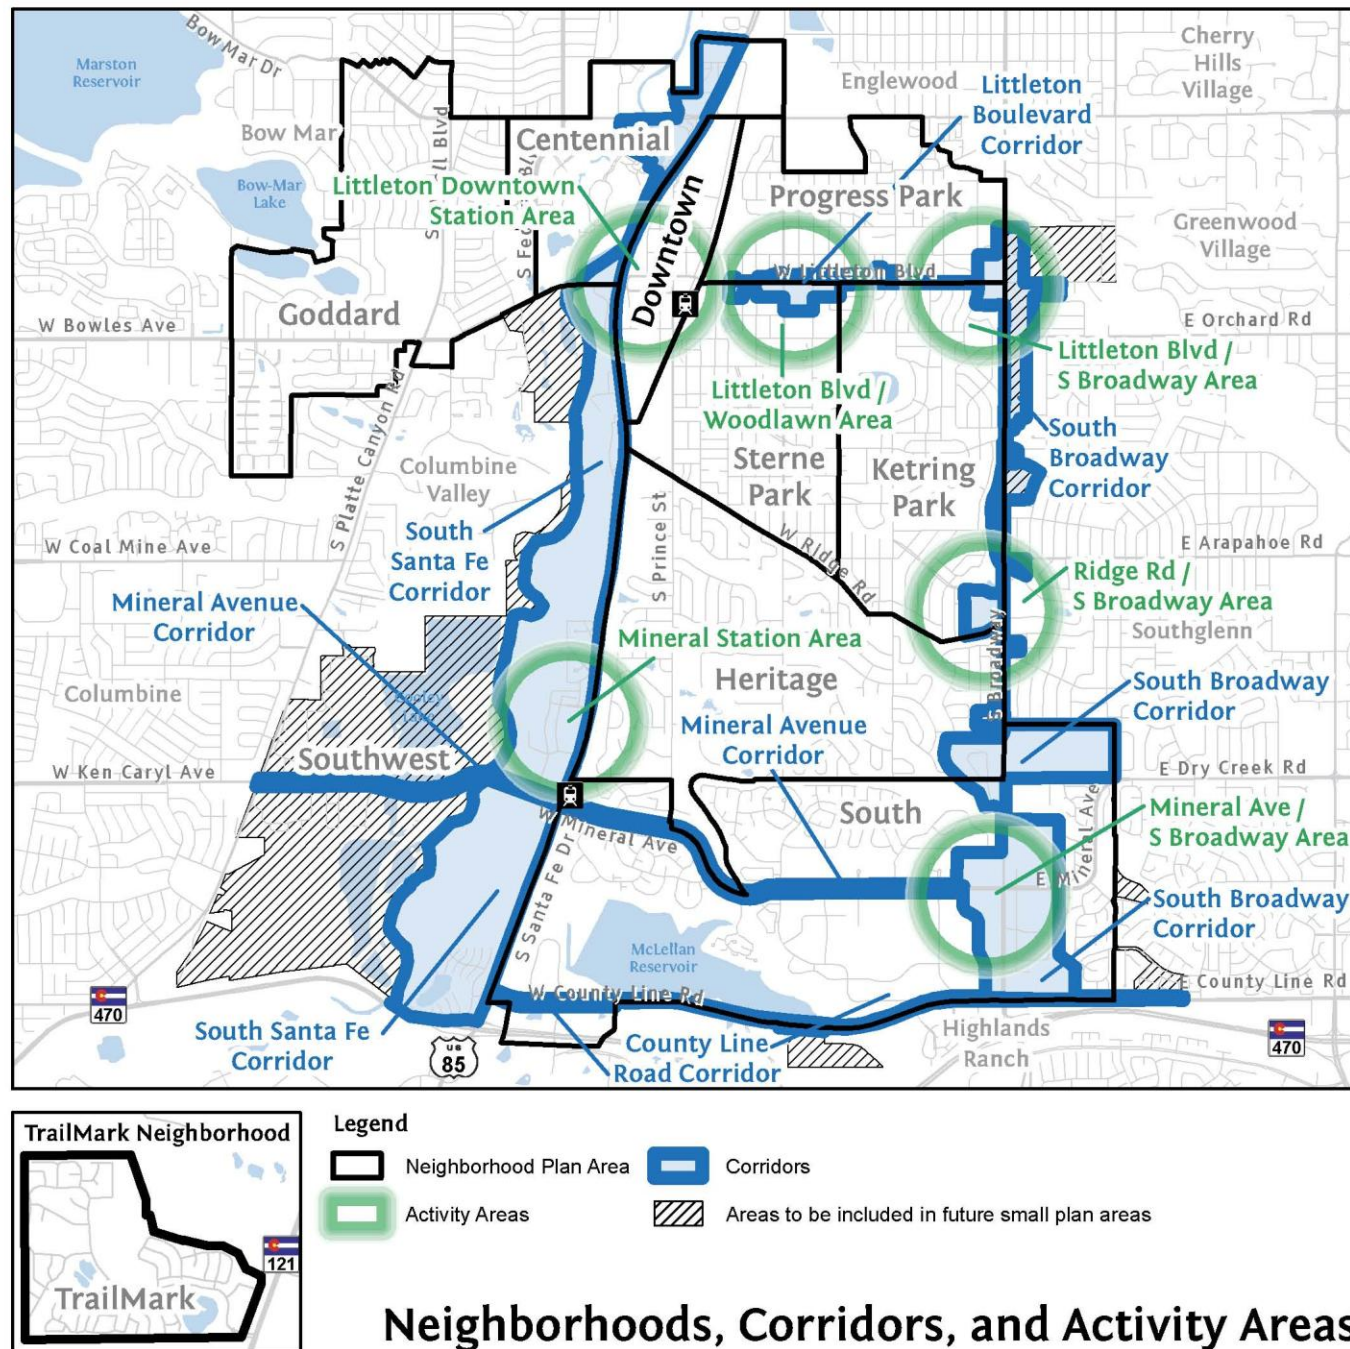 Bow Mar Dr
Marston
Reservoir
Cherry
Hills
Village
Englewood
Littleton
Boulevard
Corridor
Bow Mar
Centennial
Bow-Mar
Lake
Littleton Downtown
Station Area
Downtown
Progress Park
Greenwood
Village
W Littleton Blvd
Goddard
W Bowles Ave
E Orchard Rd
Littleton Blvd /
S Broadway Area
Littleton Blvd /
Woodlawn Area
S Platte Canyon Rd
South
Broadway
Corridor
Columbine
Valley
Sterne
Park
Ketring
Park
South
Santa Fe
Corridor
S Prince St
W Ridge Rd
W Coal Mine Ave
E Arapahoe Rd
Mineral Avenue
Corridor
Ridge Rd /
S Broadway Area
Southglenn
S Broadway
Mineral Station Area
Heritage
Columbine
South Broadway
Corridor
Mineral Avenue
Corridor
Southwest
W Ken Caryl Ave
E Dry Creek Rd
South
W Mineral Ave
Mineral Ave /
S Broadway Area
E Mineral Ave
S Santa Fe Dr
South Broadway
Corridor
McLellan
Reservoir
W County Line Rd
E County Line Rd
470
South Santa Fe
Corridor
US
85
County Line
Road Corridor
Highlands
Ranch
470
TrailMark Neighborhood
121
TrailMark
Legend
Neighborhood Plan Area
Corridors
Activity Areas
Areas to be included in future small plan areas
Neighborhoods, Corridors, and Activity Areas